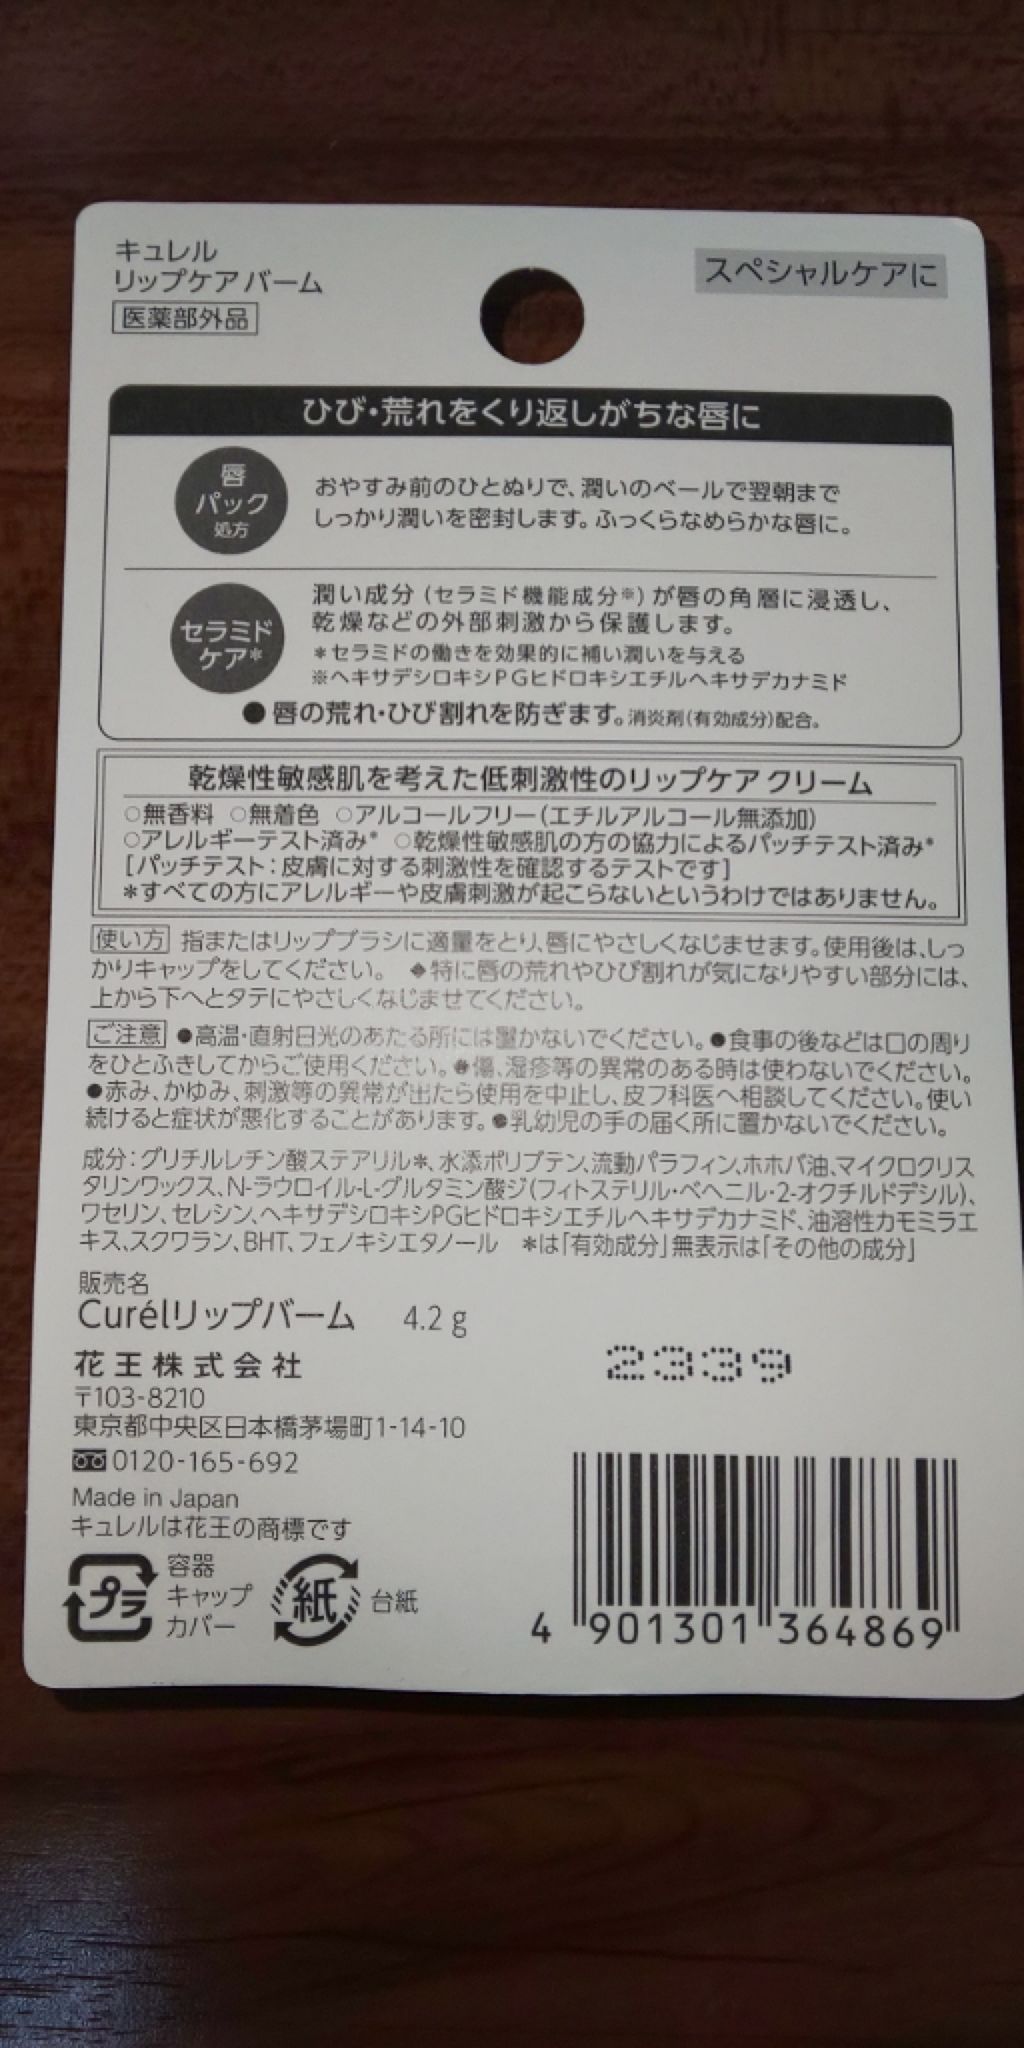 キュレル
リップケア バーム
医薬部外品
スペシャルケアに
ひび・荒れをくり返しがちな唇に
唇
パック
処方
おやすみ前のひとぬりで、潤いのベールで翌朝まで
しっかり潤いを密封します。ふっくらなめらかな唇に。
セラミド
ケア*
潤い成分(セラミド機能成分※)が唇の角層に浸透し、
乾燥などの外部刺激から保護します。
*セラミドの働きを効果的に補い潤いを与える
※ヘキサデシロキシPGヒドロキシエチルヘキサデカナミド
●唇の荒れ・ひび割れを防ぎます。消炎剤(有効成分)配合。
乾燥性敏感肌を考えた低刺激性のリップケア クリーム
○無香料 ○無着色 ○アルコールフリー(エチルアルコール無添加)
○アレルギーテスト済み* ○乾燥性敏感肌の方の協力によるパッチテスト済み*
[パッチテスト:皮膚に対する刺激性を確認するテストです]
*すべての方にアレルギーや皮膚刺激が起こらないというわけではありません。
使い方 指またはリップブラシに適量をとり、唇にやさしくなじませます。使用後は、しっ
かりキャップをしてください。 ◆特に唇の荒れやひび割れが気になりやすい部分には、
上から下へとタテにやさしくなじませてください。
ご注意 ●高温・直射日光のあたる所には置かないでください。●食事の後などは口の周り
をひとふきしてからご使用ください。●傷、湿疹等の異常のある時は使わないでください。
●赤み、かゆみ、刺激等の異常が出たら使用を中止し、皮フ科医へ相談してください。使い
続けると症状が悪化することがあります。●乳幼児の手の届く所に置かないでください。
成分:グリチルレチン酸ステアリル*、水添ポリブテン、流動パラフィン、ホホバ油、マイクロクリス
タリンワックス、N-ラウロイル-L-グルタミン酸ジ(フィトステリル・ベヘニル・2-オクチルドデシル)、
ワセリン、セレシン、ヘキサデシロキシPGヒドロキシエチルヘキサデカナミド、油溶性カモミラエ
キス、スクワラン、BHT、フェノキシエタノール *は「有効成分」無表示は「その他の成分」
販売名
Curélリップバーム 4.2 g
花王株式会社
〒103-8210
東京都中央区日本橋茅場町1-14-10
0120-165-692
Made in Japan
キュレルは花王の商標です
2339
プラ
容器
キャップ
カバー
紙
台紙
4 901301 364869